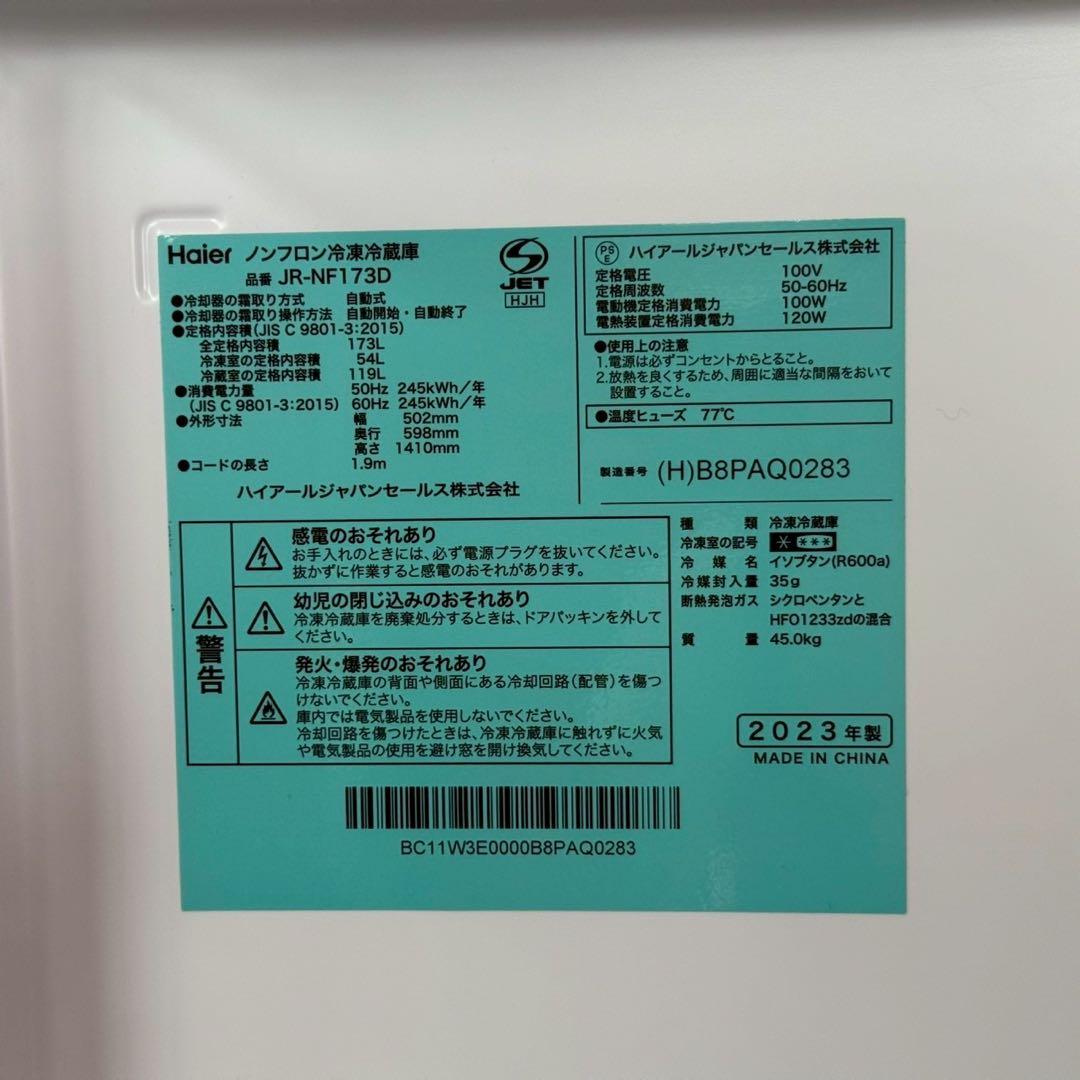 Haier ノンフロン冷凍冷蔵庫
品番 JR-NF173D
●冷却器の霜取り方式 自動式
●冷却器の霜取り操作方法 自動開始・自動終了
●定格内容積(JIS C 9801-3:2015)
全定格内容積 173L
冷凍室の定格内容積 54L
冷蔵室の定格内容積 119L
●消費電力量 50Hz 245kWh/年
(JIS C 9801-3:2015) 60Hz 245kWh/年
●外形寸法 幅 502mm
奥行 598mm
高さ 1410mm
●コードの長さ 1.9m
ハイアールジャパンセールス株式会社
JET
HJH
PSE ハイアールジャパンセールス株式会社
定格電圧 100V
定格周波数 50-60Hz
電動機定格消費電力 100W
電熱装置定格消費電力 120W
●使用上の注意
1.電源は必ずコンセントからとること。
2.放熱を良くするため、周囲に適当な間隔をおいて
設置すること。
●温度ヒューズ 77℃
製造番号 (H)B8PAQ0283
警告
感電のおそれあり
お手入れのときには、必ず電源プラグを抜いてください。
抜かずに作業すると感電のおそれがあります。
幼児の閉じ込みのおそれあり
冷凍冷蔵庫を廃棄処分するときは、ドアパッキンを外して
ください。
発火・爆発のおそれあり
冷凍冷蔵庫の背面や側面にある冷却回路(配管)を傷つ
けないでください。
庫内では電気製品を使用しないでください。
冷却回路を傷つけたときは、冷凍冷蔵庫に触れずに火気
や電気製品の使用を避け窓を開け換気してください。
種類 冷凍冷蔵庫
冷凍室の記号 * ***
冷媒名 イソブタン(R600a)
冷媒封入量 35g
断熱発泡ガス シクロペンタンと
HFO1233zdの混合
質量 45.0kg
2023年製
MADE IN CHINA
BC11W3E0000B8PAQ0283